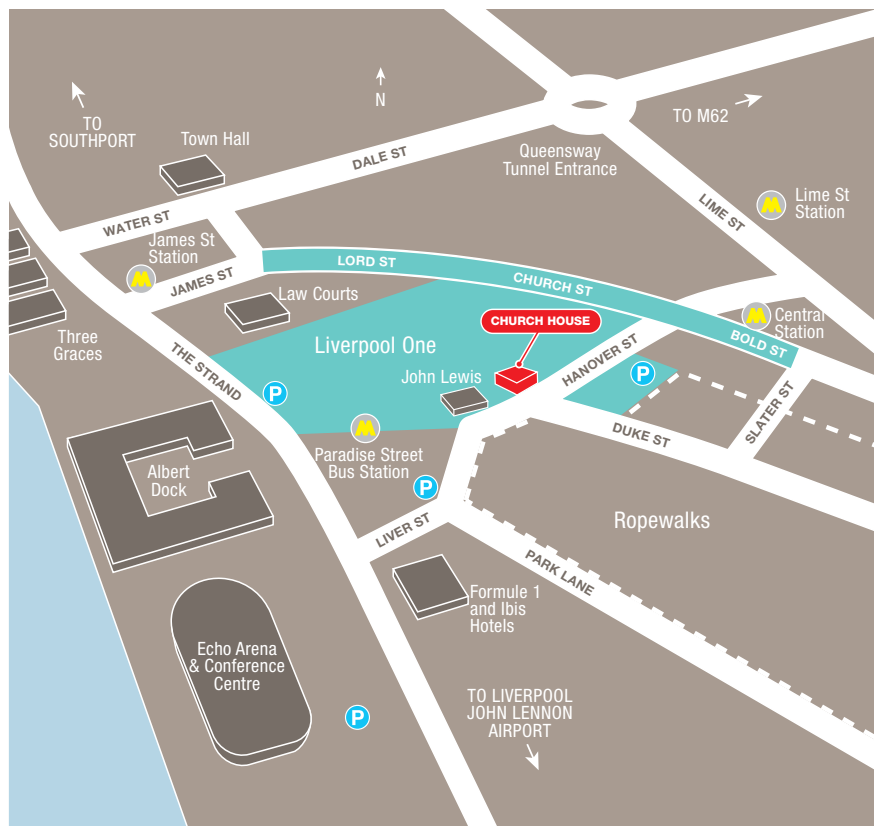 TO
SOUTHPORT
N
TO M62
Town Hall
DALE ST
Queensway
Tunnel Entrance
WATER ST
LIME ST
Lime St
Station
James St
Station
JAMES ST
LORD ST
CHURCH ST
Law Courts
CHURCH HOUSE
Central
Station
BOLD ST
Three
Graces
THE STRAND
Liverpool One
HANOVER ST
John Lewis
P
P
SLATER ST
DUKE ST
Paradise Street
Bus Station
Albert
Dock
P
LIVER ST
Ropewalks
PARK LANE
Formule 1
and Ibis
Hotels
Echo Arena
& Conference
Centre
P
TO LIVERPOOL
JOHN LENNON
AIRPORT